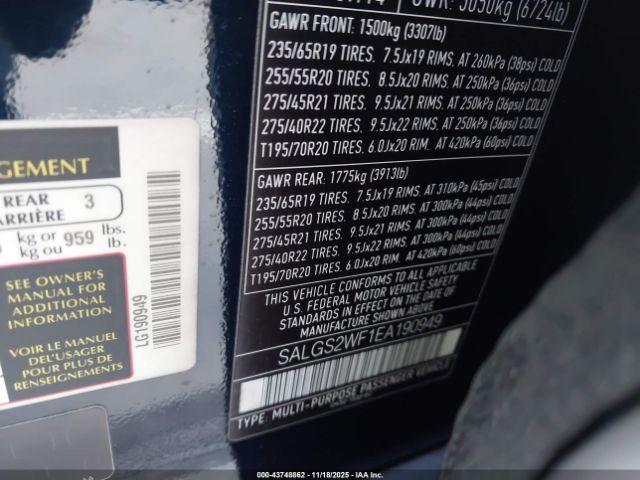 GVWR: 3050kg (6724lb)
GAWR FRONT: 1500kg (3307lb)
235/65R19 TIRES. 7.5Jx19 RIMS. AT 260kPa (38psi) COLD
255/55R20 TIRES. 8.5Jx20 RIMS. AT 250kPa (36psi) COLD
275/45R21 TIRES. 9.5Jx21 RIMS. AT 250kPa (36psi) COLD
275/40R22 TIRES. 9.5Jx22 RIMS. AT 250kPa (36psi) COLD
T195/70R20 TIRES. 6.0Jx20 RIM. AT 420kPa (60psi) COLD
GAWR REAR: 1775kg (3913lb)
235/65R19 TIRES. 7.5Jx19 RIMS. AT 310kPa (45psi) COLD
255/55R20 TIRES. 8.5Jx20 RIMS. AT 300kPa (44psi) COLD
275/45R21 TIRES. 9.5Jx21 RIMS. AT 300kPa (44psi) COLD
275/40R22 TIRES. 9.5Jx22 RIMS. AT 300kPa (44psi) COLD
T195/70R20 TIRES. 6.0Jx20 RIM. AT 420kPa (60psi) COLD
THIS VEHICLE CONFORMS TO ALL APPLICABLE
U.S. FEDERAL MOTOR VEHICLE SAFETY
STANDARDS IN EFFECT ON THE DATE OF
MANUFACTURE SHOWN ABOVE
SALGS2WF1EA190949
TYPE: MULTI-PURPOSE PASSENGER VEHICLE
GEMENT
REAR 3
ARRIÈRE
kg or 959 lbs.
kg ou lb.
SEE OWNER'S
MANUAL FOR
ADDITIONAL
INFORMATION
VOIR LE MANUEL
DEL'USAGER
POUR PLUS DE
RENSEIGNEMENTS
LG190949
000-43748862 - 11/18/2025 - IAA Inc. (IAA)